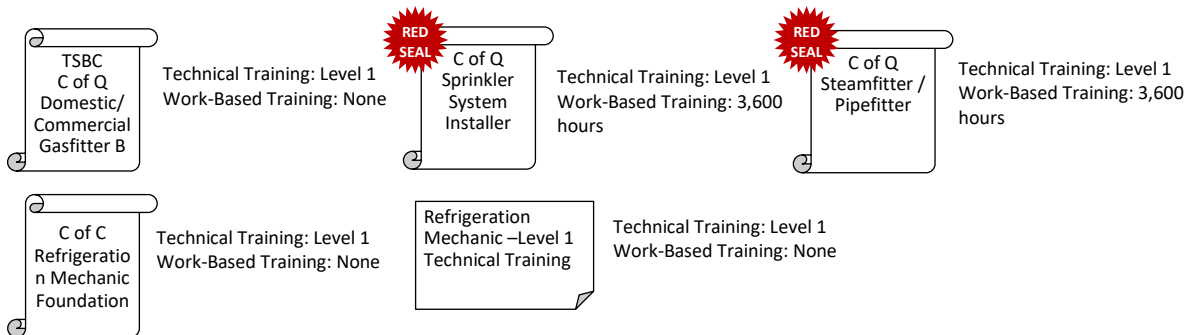 TSBC
C of Q
Domestic/
Commercial
Gasfitter B
Technical Training: Level 1
Work-Based Training: None
RED
SEAL
C of Q
Sprinkler
System
Installer
Technical Training: Level 1
Work-Based Training: 3,600
hours
RED
SEAL
C of Q
Steamfitter /
Pipefitter
Technical Training: Level 1
Work-Based Training: 3,600
hours
C of C
Refrigeratio
n Mechanic
Foundation
Technical Training: Level 1
Work-Based Training: None
Refrigeration
Mechanic –Level 1
Technical Training
Technical Training: Level 1
Work-Based Training: None